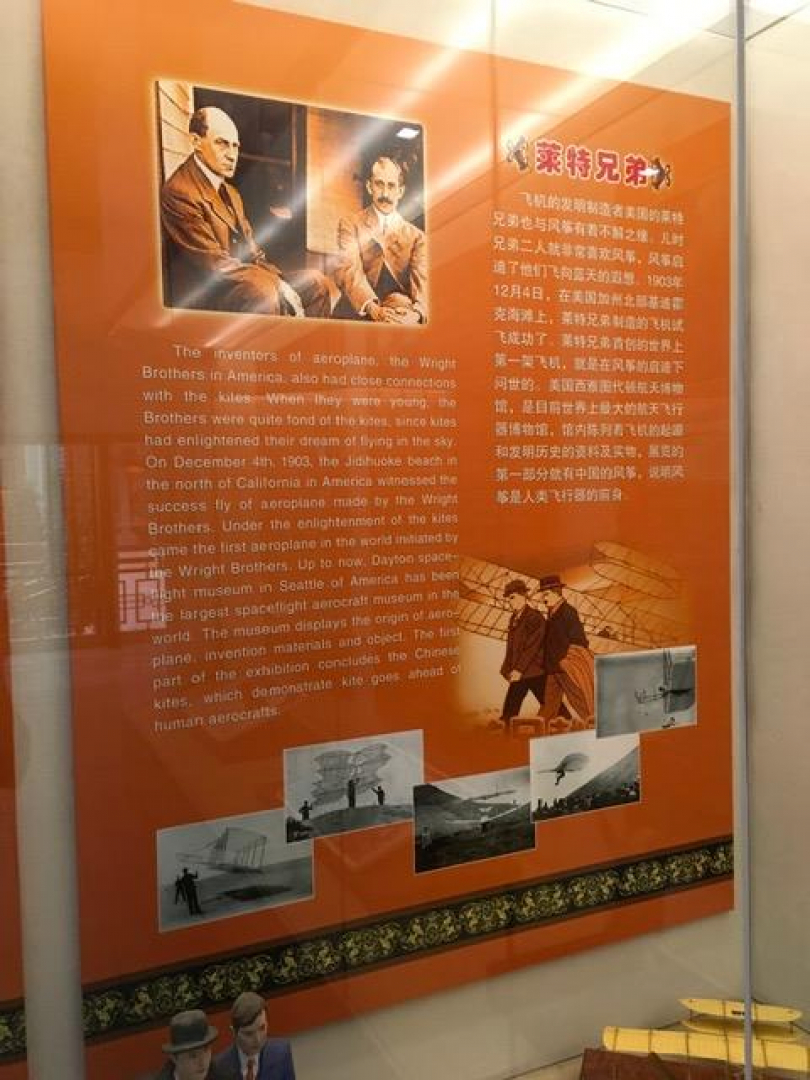 The inventors of aeroplane, the Wright
Brothers in America, also had close connections
with the kites. When they were young, the
Brothers were quite fond of the kites, since kites
had enlightened their dream of flying in the sky.
On December 4th, 1903, the Jidihuoke beach in
the north of California in America witnessed the
success fly of aeroplane made by the Wright
Brothers. Under the enlightenment of the kites
came the first aeroplane in the world initiated by
the Wright Brothers. Up to now, Dayton space-
flight museum in Seattle of America has been
the largest spaceflight aerocraft museum in the
world. The museum displays the origin of aero-
plane, invention materials and object. The first
part of the exhibition concludes the Chinese
kites, which demonstrate kite goes ahead of
human aerocrafts.
莱特兄弟
飞机的发明制造者美国的莱特
兄弟也与风筝有着不解之缘。儿时
兄弟二人就非常喜欢风筝，风筝启
迪了他们飞向蓝天的遐想。1903年
12月4日，在美国加州北部基迪霍
克海滩上，莱特兄弟制造的飞机试
飞成功了。莱特兄弟首创的世界上
第一架飞机，就是在风筝的启迪下
问世的。美国西雅图代顿航天博物
馆，是目前世界上最大的航天飞行
器博物馆，馆内陈列着飞机的起源
和发明历史的资料及实物，展览的
第一部分就有中国的风筝，说明风
筝是人类飞行器的前身。